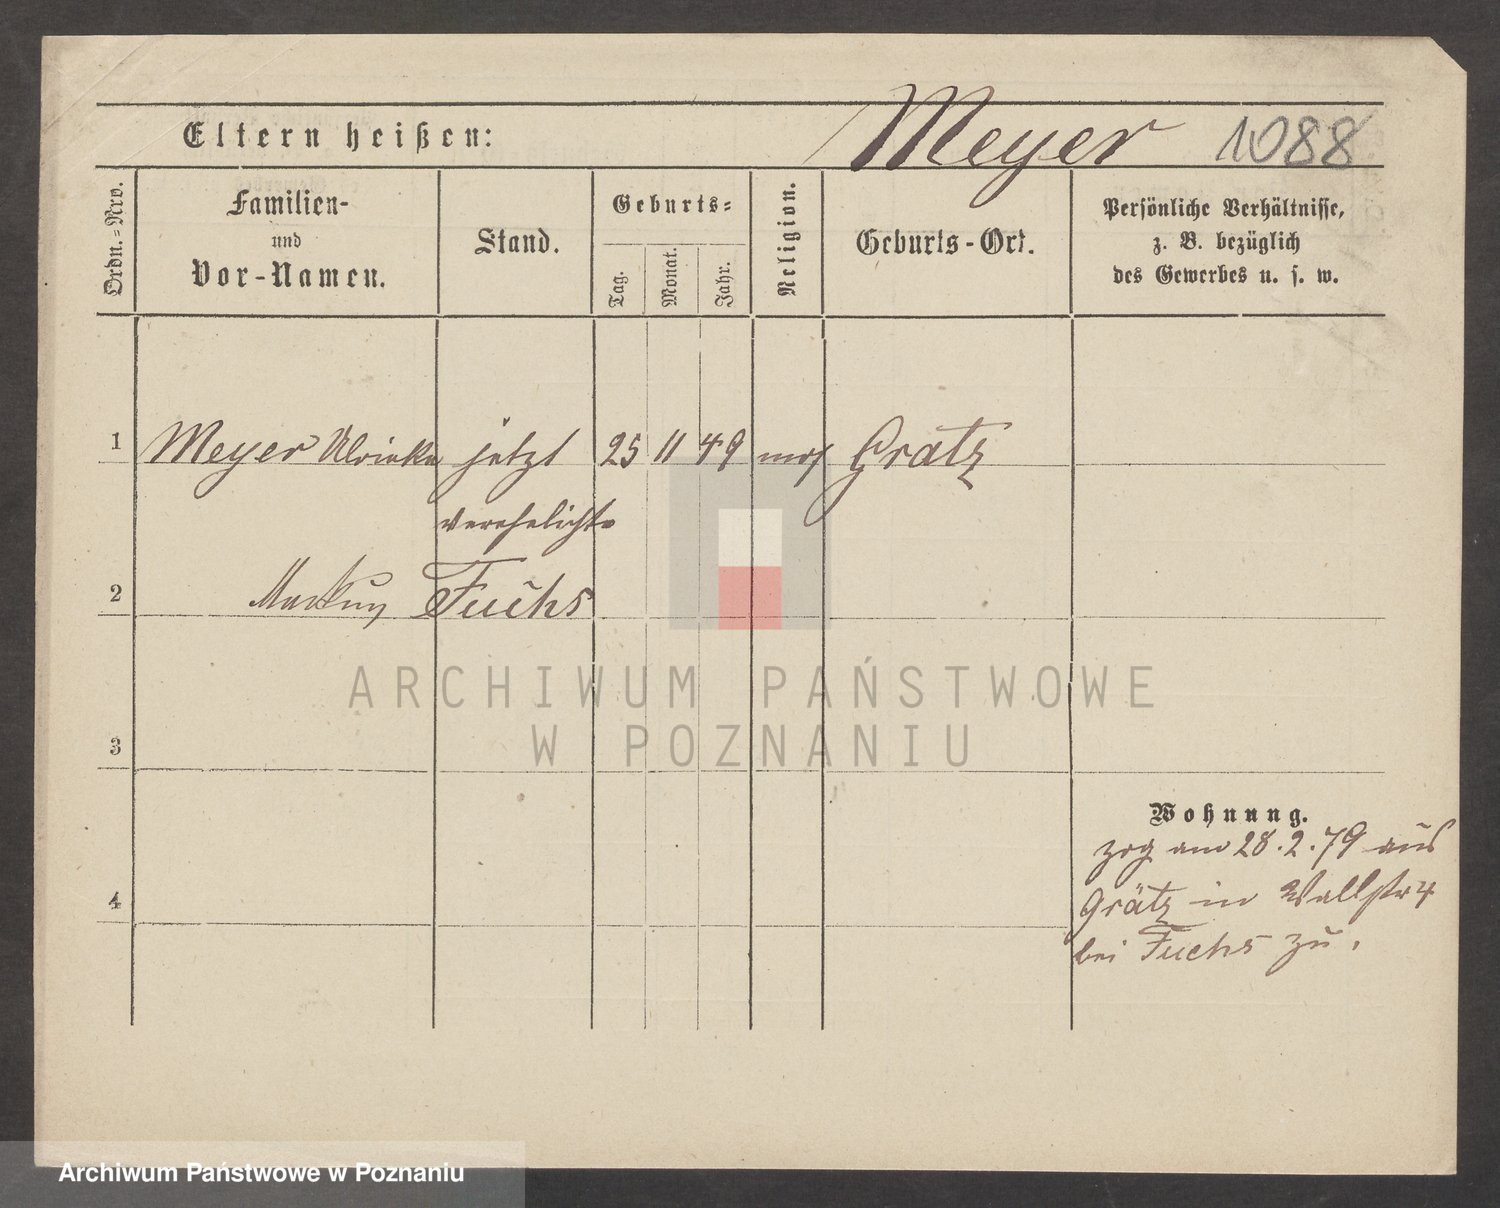 Eltern heißen:
Meyer 1088
Ordn.=Nro.
Familien-
und
Vor-Namen.
Stand.
Geburts=
Tag.
Monat.
Jahr.
Religion.
Geburts-Ort.
Persönliche Verhältnisse,
z. B. bezüglich
des Gewerbes u. s. w.
1 Meyer Ulrieke jetzt 25 11 49 mos Grätz
verehelichte
2 Fuchs
3
4
Wohnung.
zog am 28.2.79 aus
Grätz in Wallstr 4
bei Fuchs zu.
ARCHIWUM PAŃSTWOWE
W POZNANIU
Archiwum Państwowe w Poznaniu